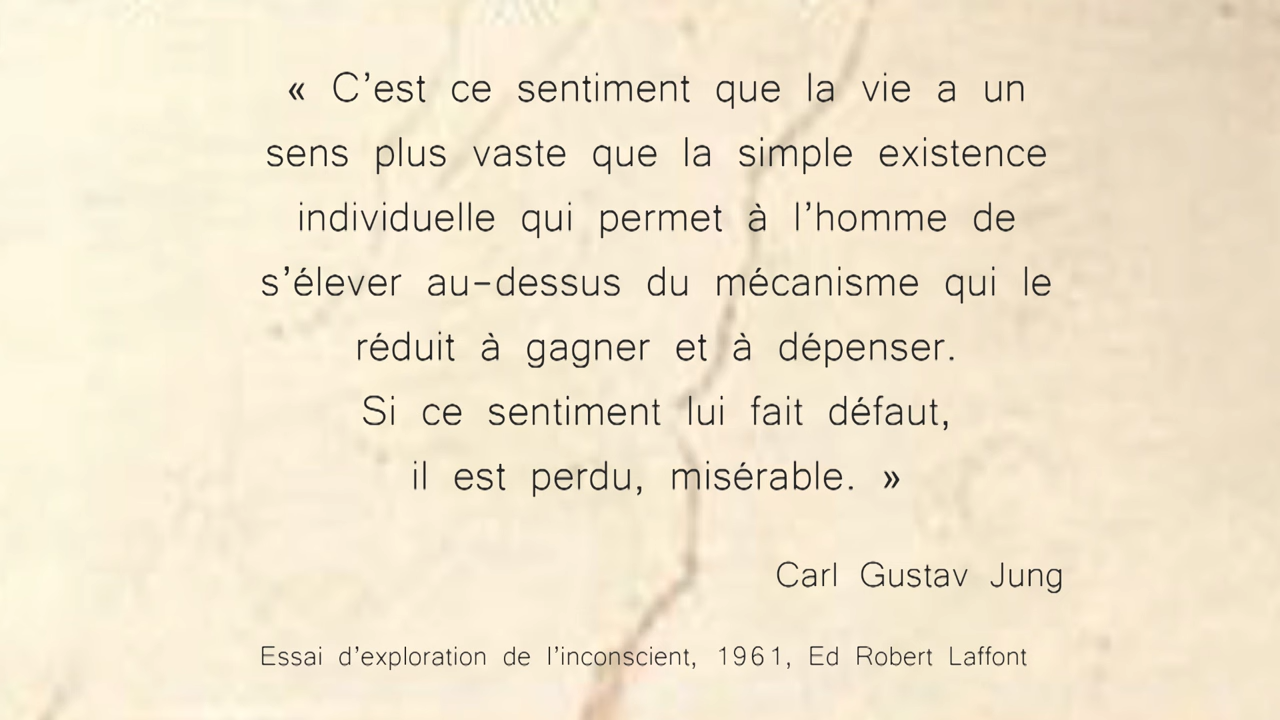 « C’est ce sentiment que la vie a un
sens plus vaste que la simple existence
individuelle qui permet à l’homme de
s’élever au-dessus du mécanisme qui le
réduit à gagner et à dépenser.
Si ce sentiment lui fait défaut,
il est perdu, misérable. »
Carl Gustav Jung
Essai d’exploration de l’inconscient, 1961, Ed Robert Laffont